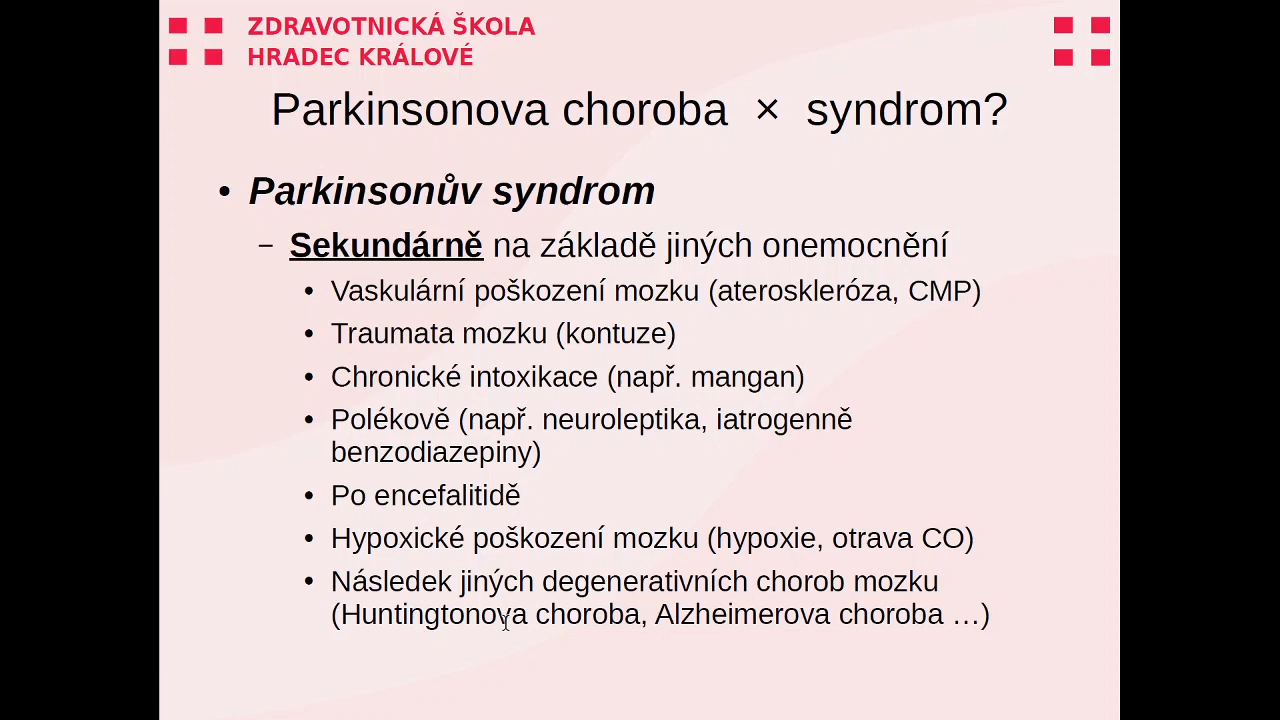 ZDRAVOTNICKÁ ŠKOLA
HRADEC KRÁLOVÉ
Parkinsonova choroba × syndrom?
• Parkinsonův syndrom
– Sekundárně na základě jiných onemocnění
• Vaskulární poškození mozku (ateroskleróza, CMP)
• Traumata mozku (kontuze)
• Chronické intoxikace (např. mangan)
• Polékově (např. neuroleptika, iatrogenně
benzodiazepiny)
• Po encefalitidě
• Hypoxické poškození mozku (hypoxie, otrava CO)
• Následek jiných degenerativních chorob mozku
(Huntingtonova choroba, Alzheimerova choroba …)